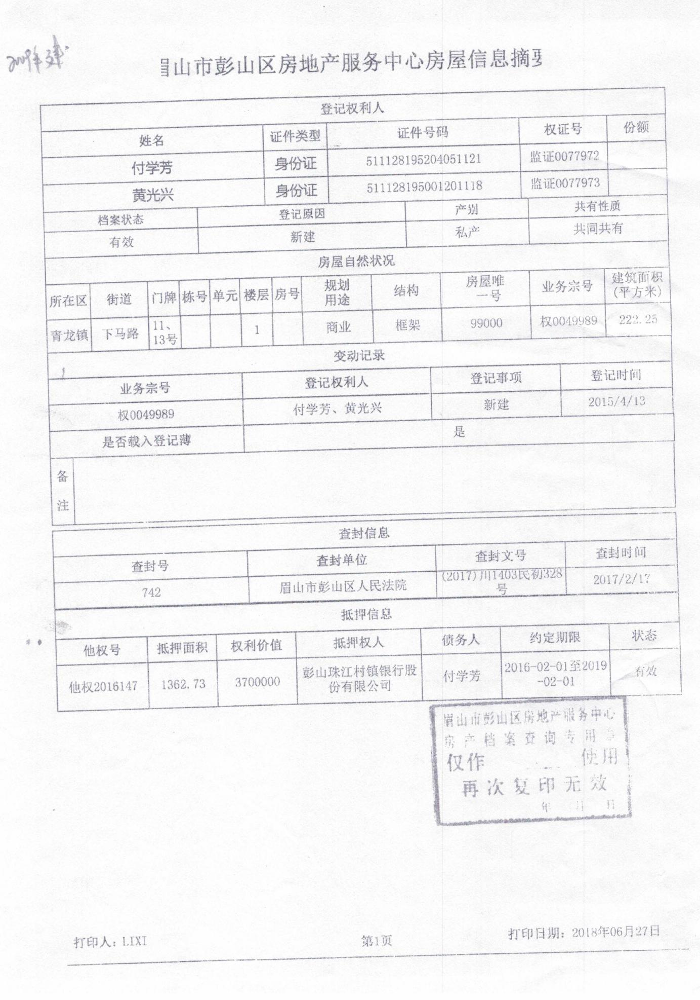 2009年建
眉山市彭山区房地产服务中心房屋信息摘要
登记权利人
姓名 证件类型 证件号码 权证号 份额
付学芳 身份证 511128195204051121 监证0077972
黄光兴 身份证 511128195001201118 监证0077973
档案状态 登记原因 产别 共有性质
有效 新建 私产 共同共有
房屋自然状况
所在区 街道 门牌 栋号 单元 楼层 房号 规划用途 结构 房屋唯一号 业务宗号 建筑面积(平方米)
青龙镇 下马路 11、13号 1 商业 框架 99000 权0049989 222.25
变动记录
业务宗号 登记权利人 登记事项 登记时间
权0049989 付学芳、黄光兴 新建 2015/4/13
是否载入登记薄 是
备注
查封信息
查封号 查封单位 查封文号 查封时间
742 眉山市彭山区人民法院 (2017)川1403民初328号 2017/2/17
抵押信息
他权号 抵押面积 权利价值 抵押权人 债务人 约定期限 状态
他权2016147 1362.73 3700000 彭山珠江村镇银行股份有限公司 付学芳 2016-02-01至2019-02-01 有效
眉山市彭山区房地产服务中心
房产档案查询专用章
仅作 使用
再次复印无效
年 月 日
打印人：LIXI 第1页 打印日期：2018年06月27日